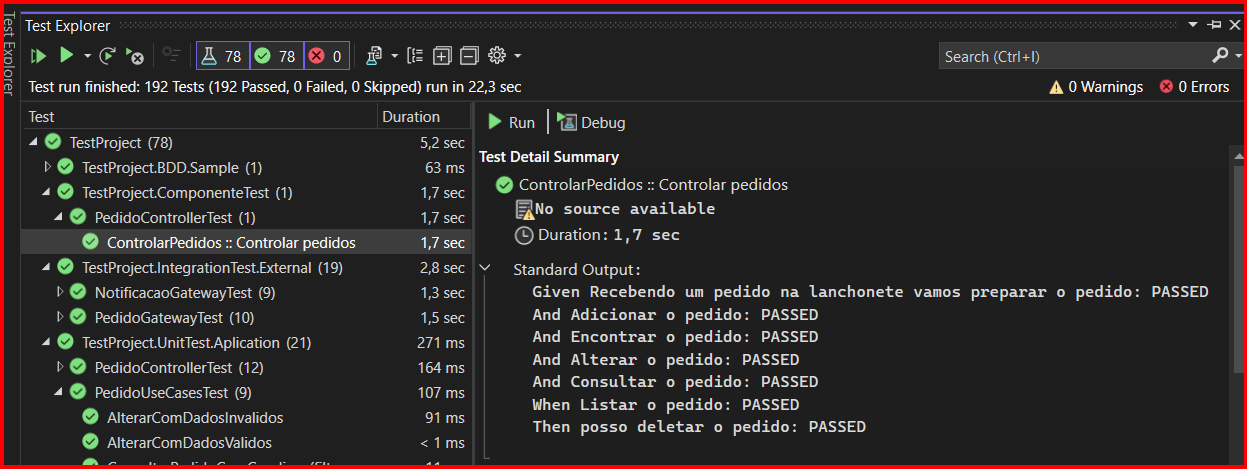 Test Explorer
Test Explorer
78 78 0
Search (Ctrl+I)
Test run finished: 192 Tests (192 Passed, 0 Failed, 0 Skipped) run in 22,3 sec
0 Warnings 0 Errors
Test Duration
TestProject (78) 5,2 sec
TestProject.BDD.Sample (1) 63 ms
TestProject.ComponenteTest (1) 1,7 sec
PedidoControllerTest (1) 1,7 sec
ControlarPedidos :: Controlar pedidos 1,7 sec
TestProject.IntegrationTest.External (19) 2,8 sec
NotificacaoGatewayTest (9) 1,3 sec
PedidoGatewayTest (10) 1,5 sec
TestProject.UnitTest.Aplication (21) 271 ms
PedidoControllerTest (12) 164 ms
PedidoUseCasesTest (9) 107 ms
AlterarComDadosInvalidos 91 ms
AlterarComDadosValidos < 1 ms
Run Debug
Test Detail Summary
ControlarPedidos :: Controlar pedidos
No source available
Duration: 1,7 sec
Standard Output:
Given Recebendo um pedido na lanchonete vamos preparar o pedido: PASSED
And Adicionar o pedido: PASSED
And Encontrar o pedido: PASSED
And Alterar o pedido: PASSED
And Consultar o pedido: PASSED
When Listar o pedido: PASSED
Then posso deletar o pedido: PASSED